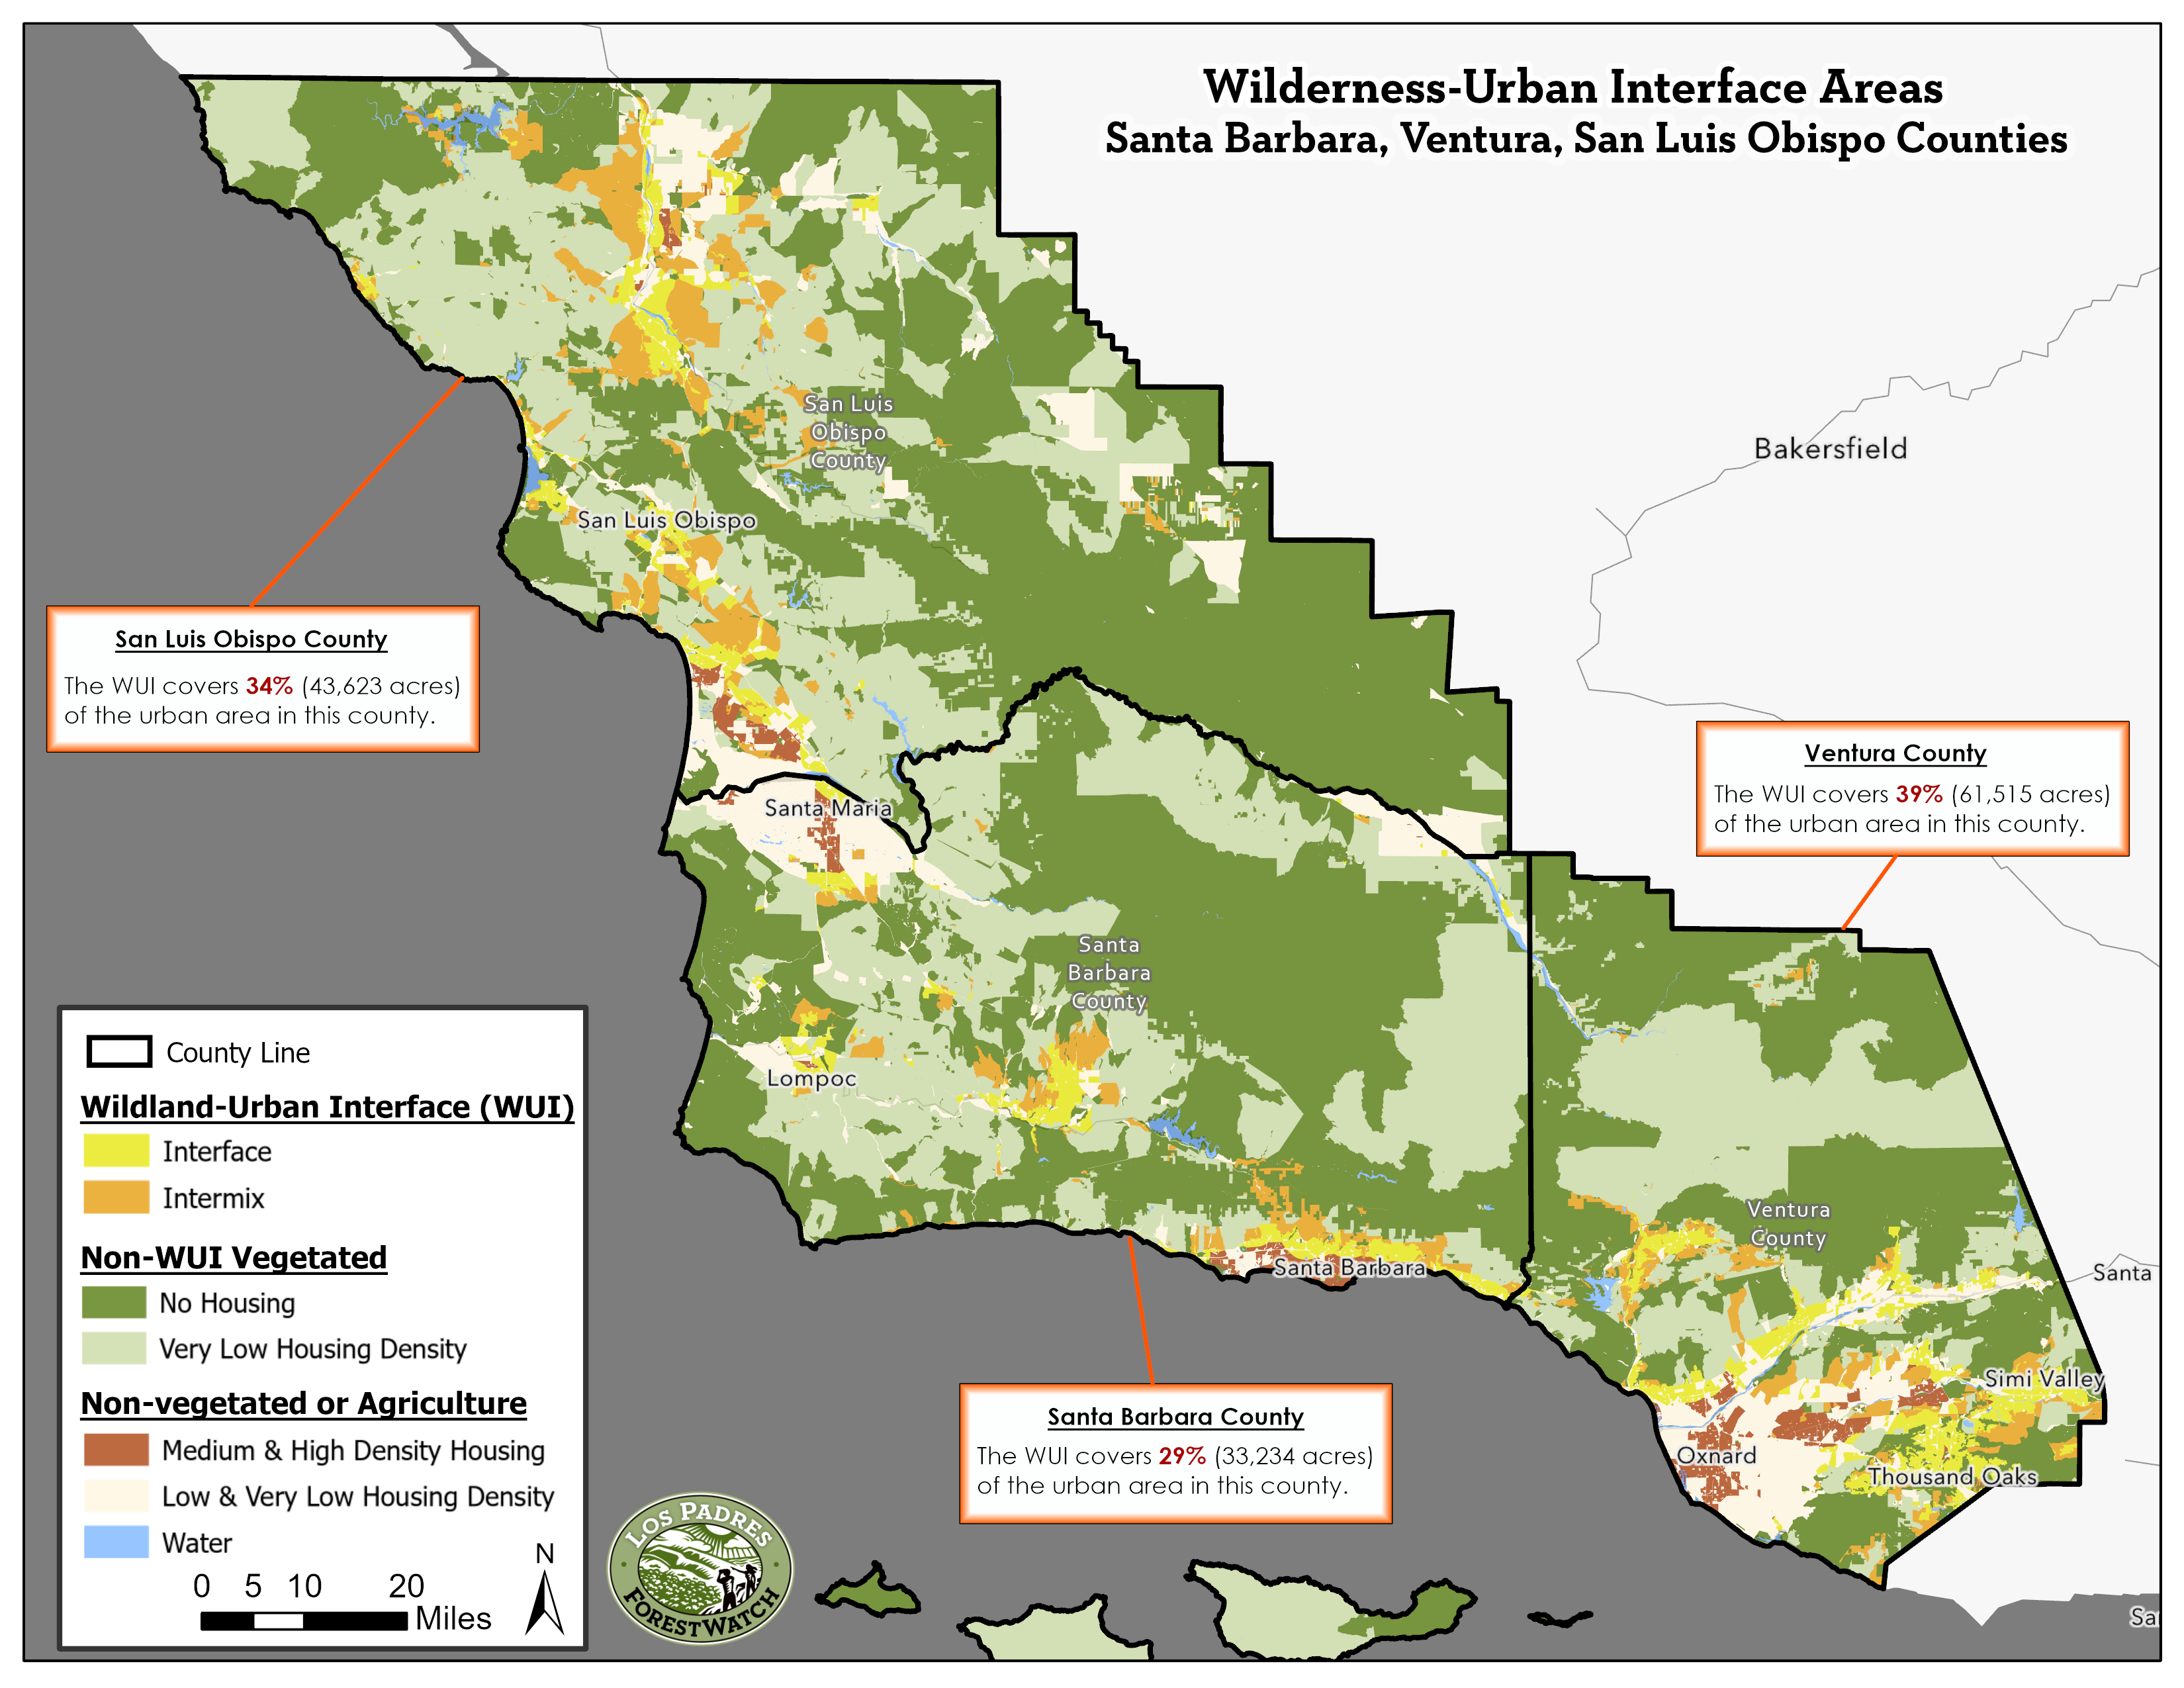 Wilderness-Urban Interface Areas
Santa Barbara, Ventura, San Luis Obispo Counties
Bakersfield
San Luis
Obispo
County
San Luis Obispo
San Luis Obispo County
The WUI covers 34% (43,623 acres)
of the urban area in this county.
Ventura County
The WUI covers 39% (61,515 acres)
of the urban area in this county.
Santa Maria
Santa
Barbara
County
Lompoc
Ventura
County
Santa Barbara
Santa
Simi Valley
Oxnard
Thousand Oaks
Santa Barbara County
The WUI covers 29% (33,234 acres)
of the urban area in this county.
County Line
Wildland-Urban Interface (WUI)
Interface
Intermix
Non-WUI Vegetated
No Housing
Very Low Housing Density
Non-vegetated or Agriculture
Medium & High Density Housing
Low & Very Low Housing Density
Water
N
0 5 10 20
Miles
LOS PADRES
FORESTWATCH
Sa